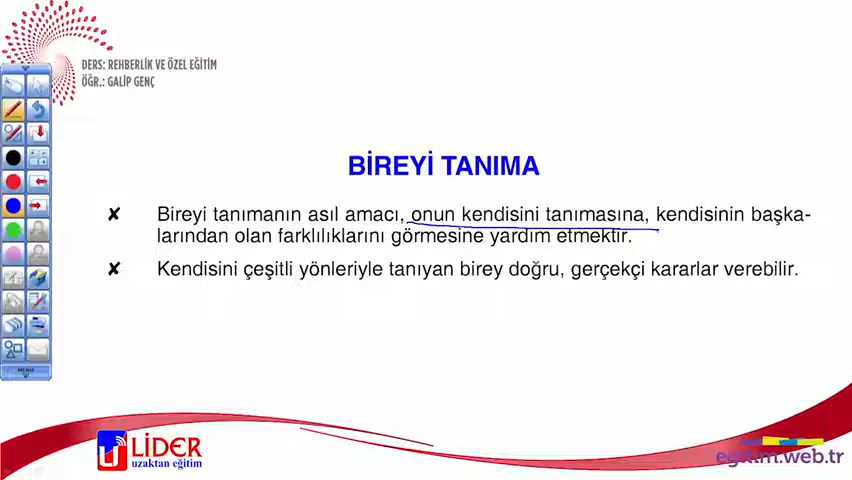 DERS: REHBERLİK VE ÖZEL EĞİTİM
ÖĞR.: GALİP GENÇ
BİREYİ TANIMA
✘ Bireyi tanımanın asıl amacı, onun kendisini tanımasına, kendisinin başka-
larından olan farklılıklarını görmesine yardım etmektir.
✘ Kendisini çeşitli yönleriyle tanıyan birey doğru, gerçekçi kararlar verebilir.
MENU
LİDER
uzaktan eğitim
egitim.web.tr